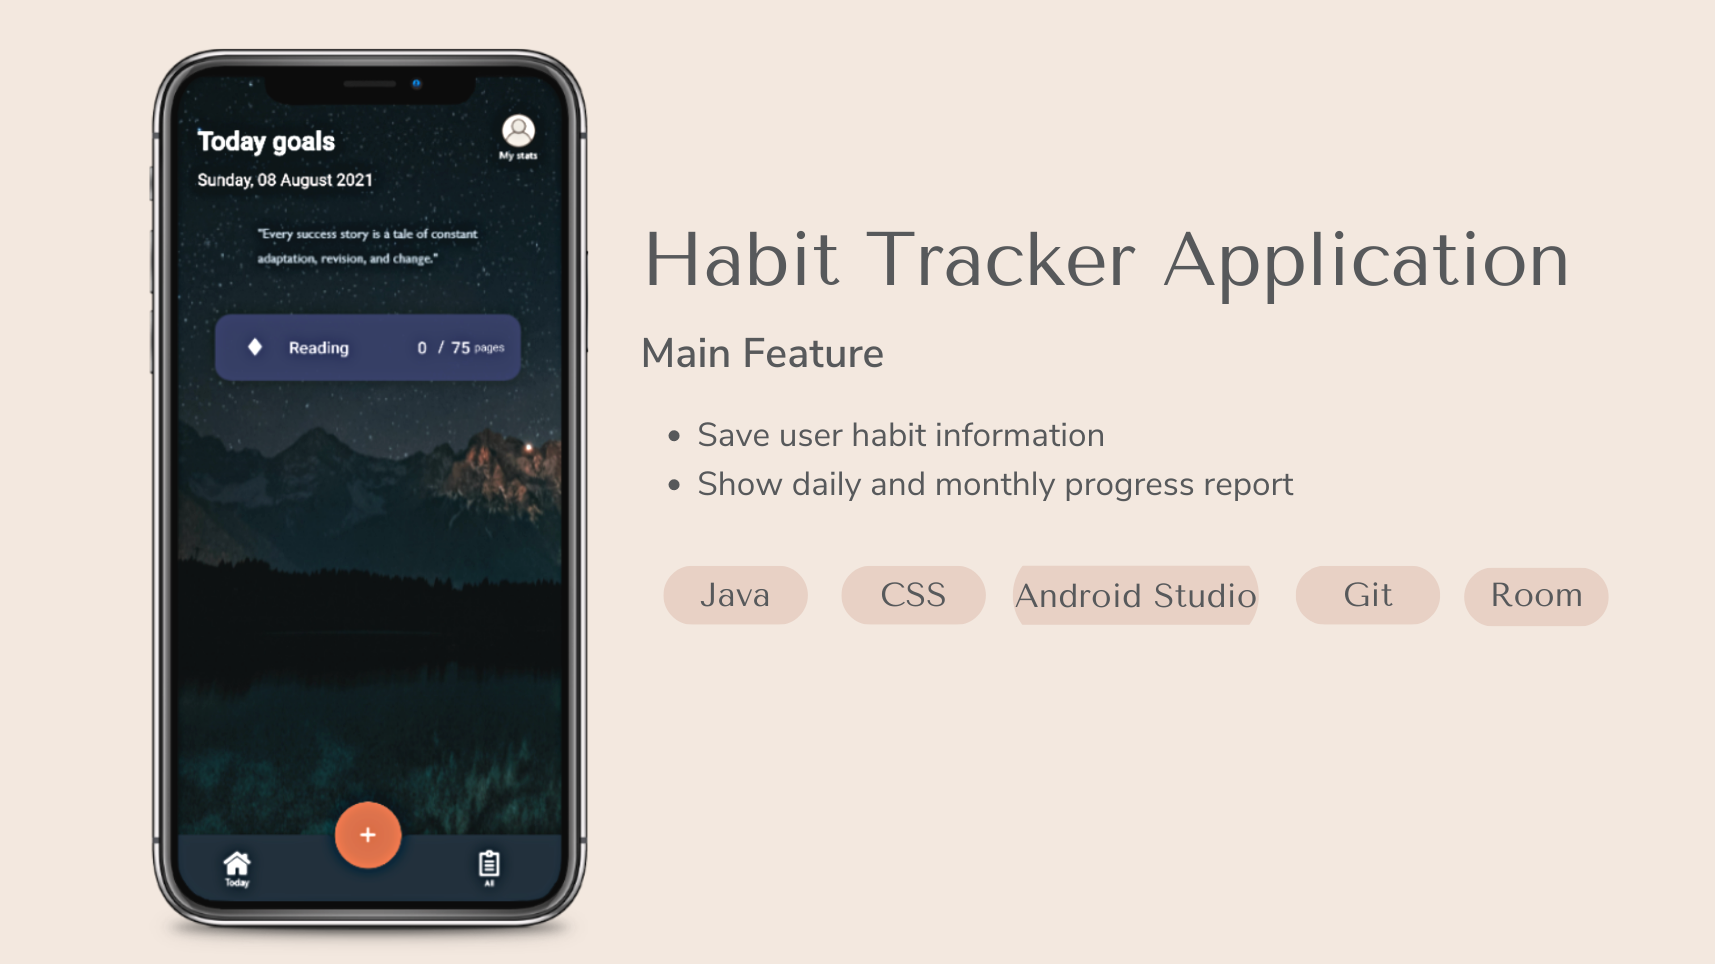 Today goals
My stats
Sunday, 08 August 2021
"Every success story is a tale of constant
adaptation, revision, and change."
Reading 0 / 75 pages
Today
All
Habit Tracker Application
Main Feature
• Save user habit information
• Show daily and monthly progress report
Java CSS Android Studio Git Room